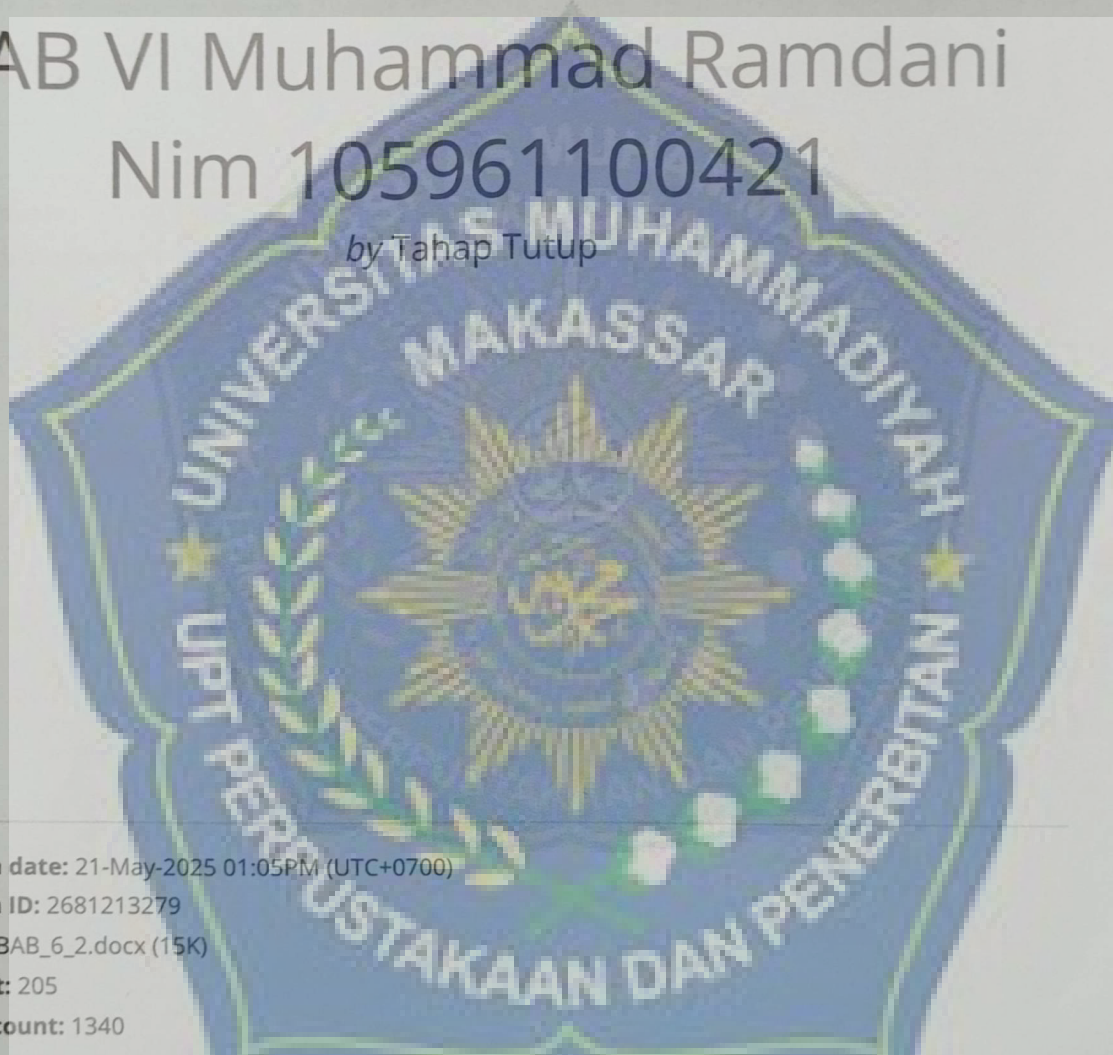 AB VI Muhammad Ramdani
Nim 105961100421
by Tahap Tutup
UNIVERSITAS MUHAMMADIYAH
MAKASSAR
UPT PERPUSTAKAAN DAN PENERBITAN
date: 21-May-2025 01:05PM (UTC+0700)
ID: 2681213279
BAB_6_2.docx (15K)
: 205
ount: 1340